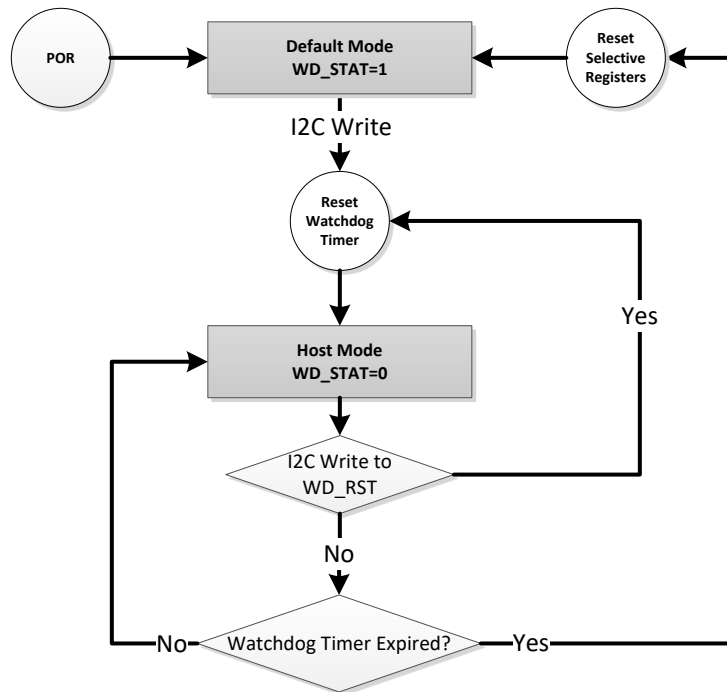 POR
Default Mode
WD_STAT=1
Reset
Selective
Registers
I2C Write
Reset
Watchdog
Timer
Yes
Host Mode
WD_STAT=0
I2C Write to
WD_RST
No
No
Watchdog Timer Expired?
Yes